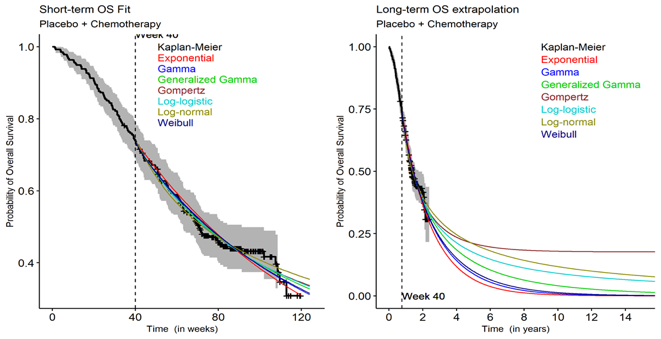 Short-term OS Fit
Placebo + Chemotherapy
Week 40
Kaplan-Meier
Exponential
Gamma
Generalized Gamma
Gompertz
Log-logistic
Log-normal
Weibull
Probability of Overall Survival
1.0
0.8
0.6
0.4
0
20
40
60
80
100
120
Time (in weeks)
Long-term OS extrapolation
Placebo + Chemotherapy
Kaplan-Meier
Exponential
Gamma
Generalized Gamma
Gompertz
Log-logistic
Log-normal
Weibull
Probability of Overall Survival
1.00
0.75
0.50
0.25
0.00
Week 40
0
2
4
6
8
10
12
14
Time (in years)